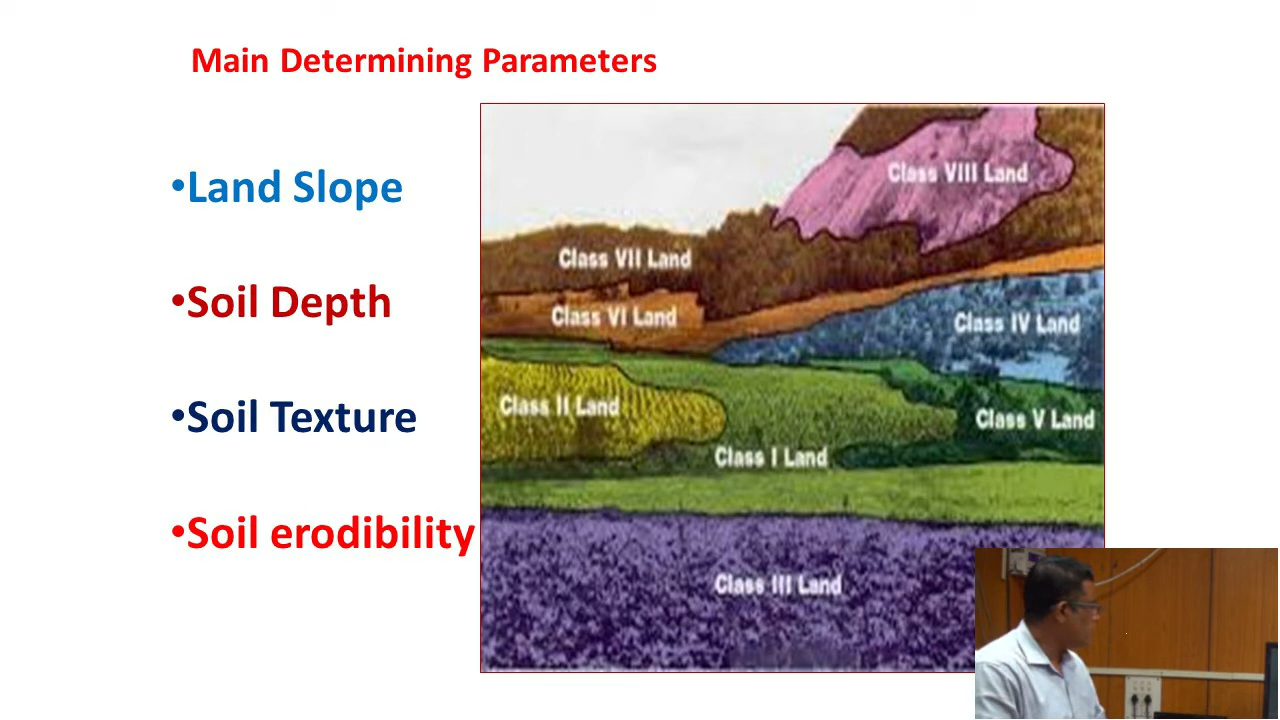 Main Determining Parameters
•Land Slope
•Soil Depth
•Soil Texture
•Soil erodibility
Class VIII Land
Class VII Land
Class VI Land
Class IV Land
Class II Land
Class V Land
Class I Land
Class III Land